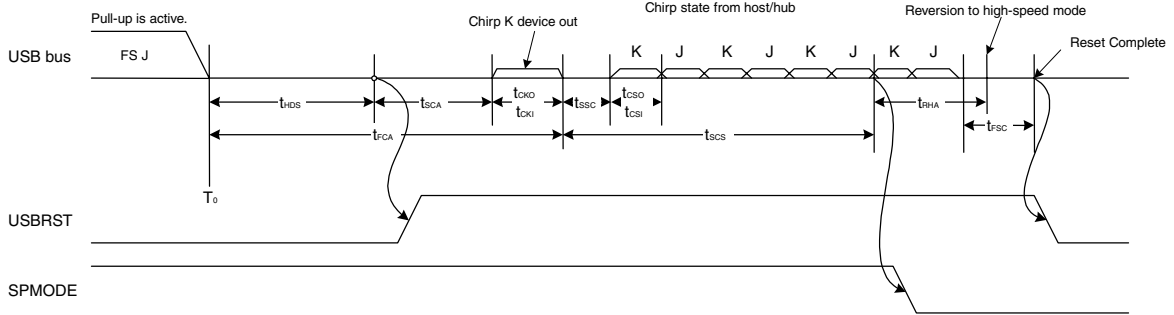 Pull-up is active.
Chirp K device out
Chirp state from host/hub
Reversion to high-speed mode
Reset Complete
USB bus
FS J
K J K J K J K J
tHDS
tSCA
tCKO
tCKI
tSSC
tCSO
tCSI
tRHA
tFCA
tSCS
tFSC
T0
USBRST
SPMODE